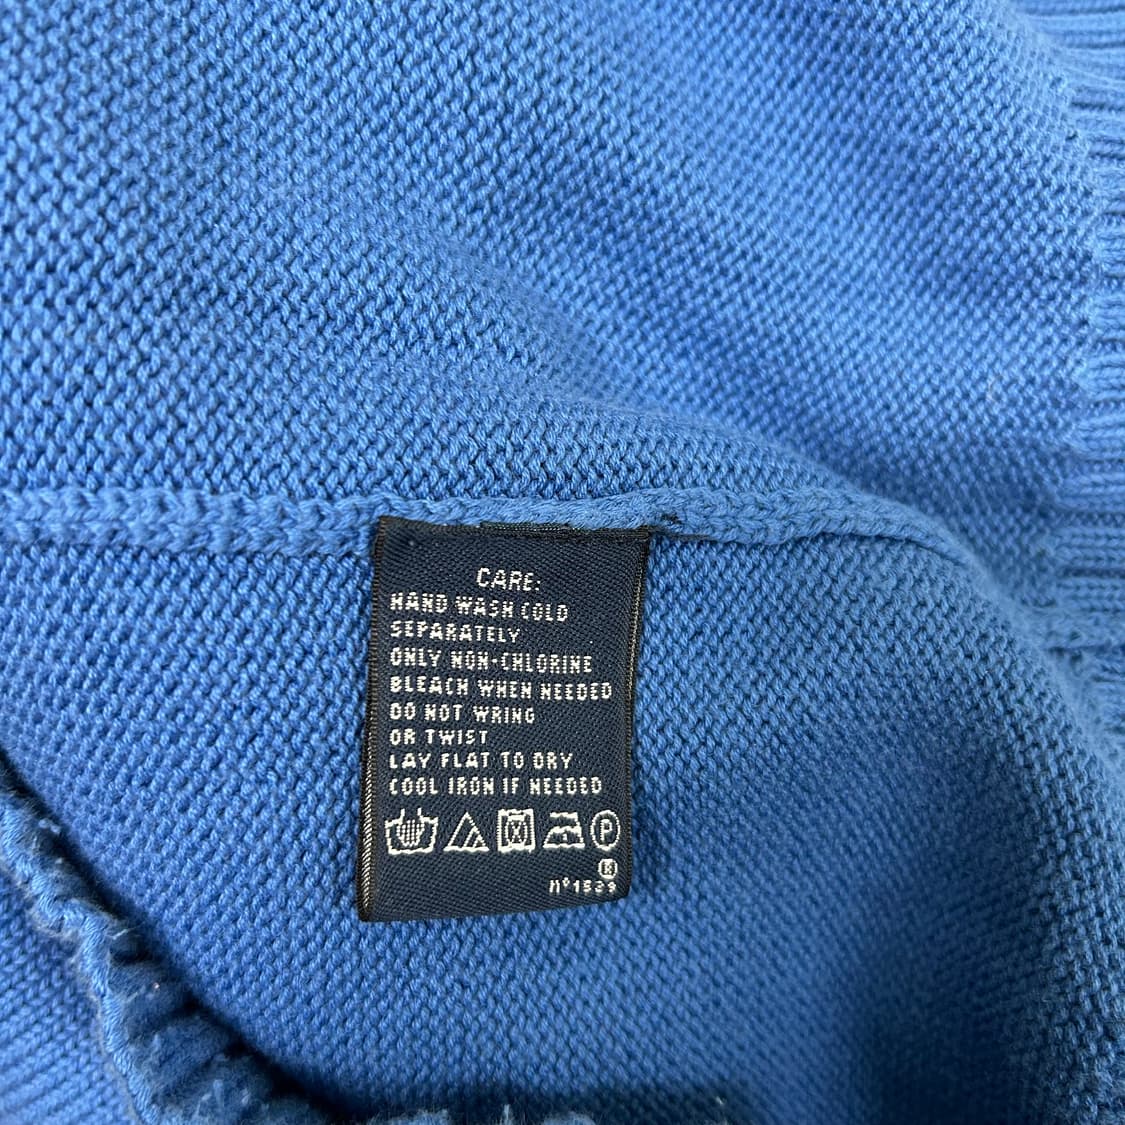 CARE:
HAND WASH COLD
SEPARATELY
ONLY NON-CHLORINE
BLEACH WHEN NEEDED
DO NOT WRING
OR TWIST
LAY FLAT TO DRY
COOL IRON IF NEEDED
P